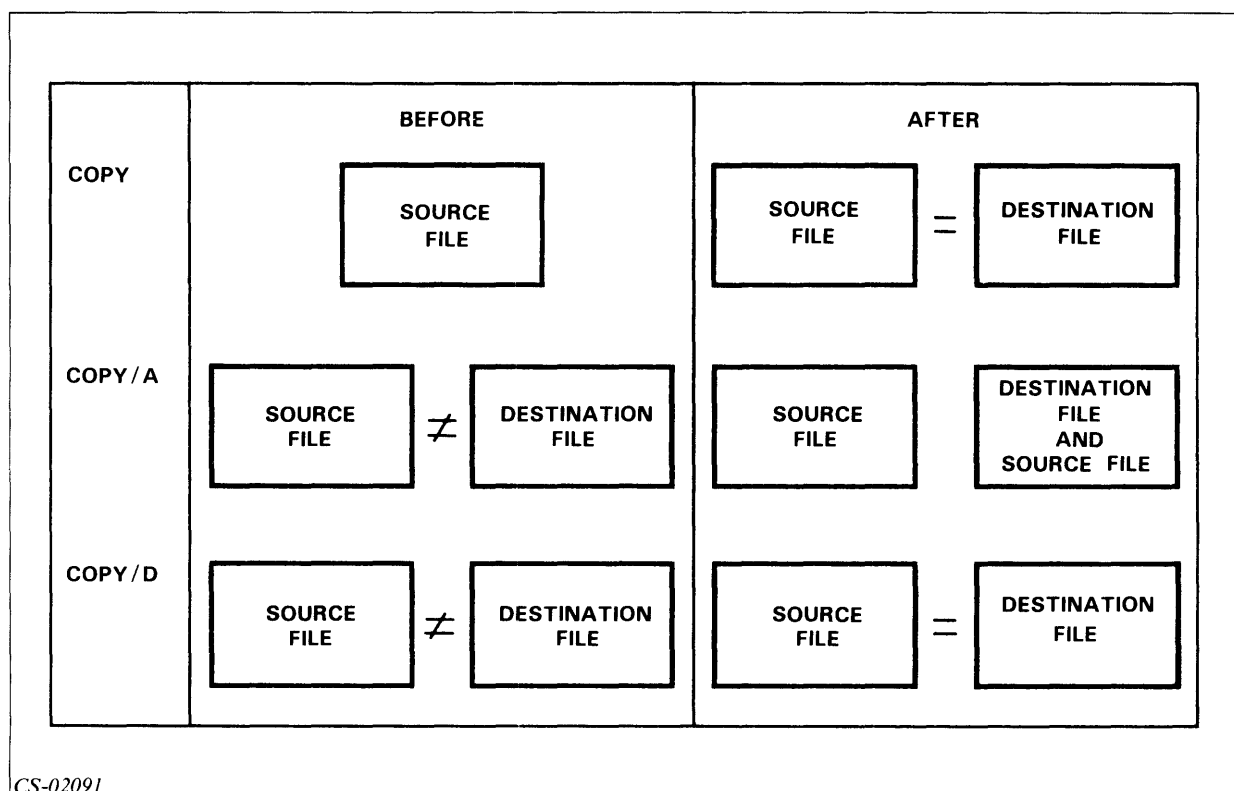 BEFORE AFTER
COPY
SOURCE
FILE
SOURCE
FILE
=
DESTINATION
FILE
COPY/A
SOURCE
FILE
≠
DESTINATION
FILE
SOURCE
FILE
DESTINATION
FILE
AND
SOURCE FILE
COPY/D
SOURCE
FILE
≠
DESTINATION
FILE
SOURCE
FILE
=
DESTINATION
FILE
CS-02091